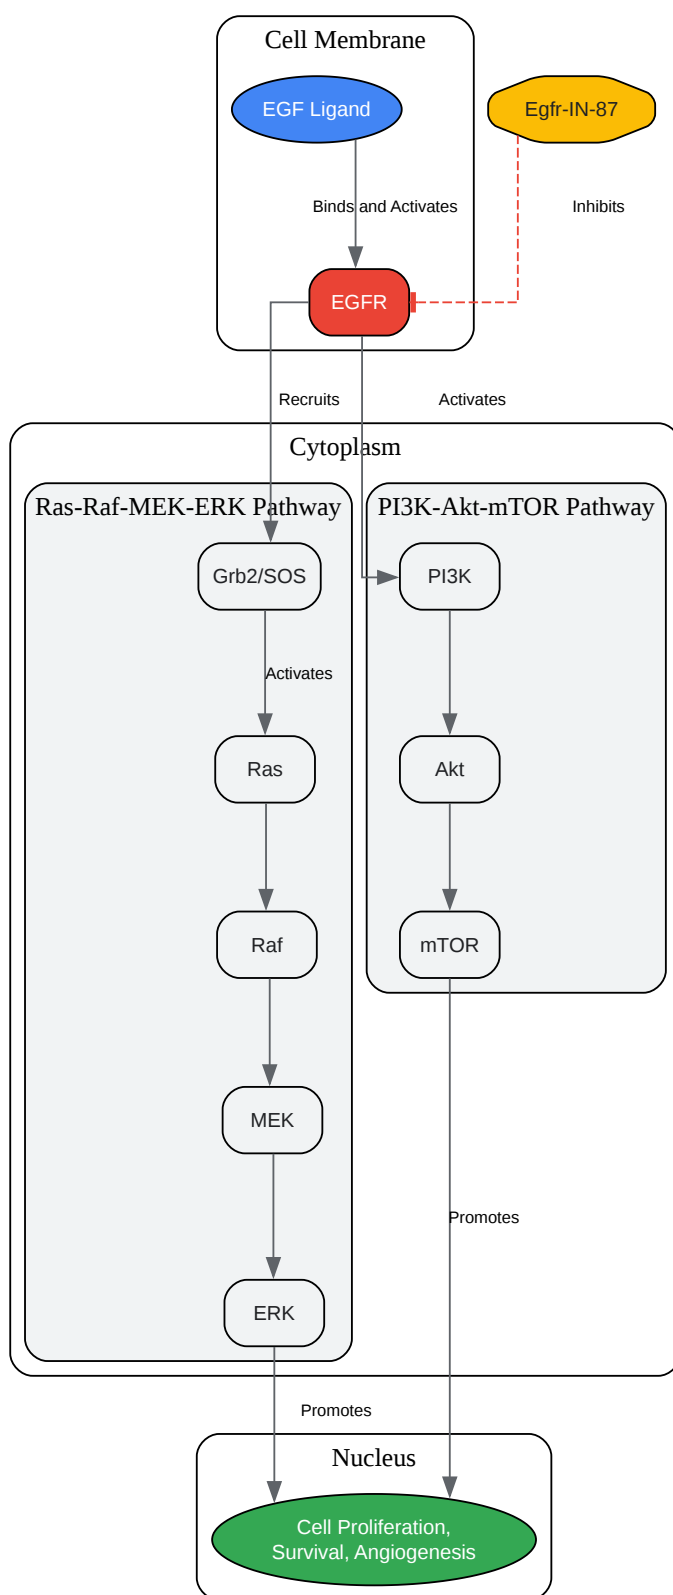 Cell Membrane
EGF Ligand
Egfr-IN-87
Binds and Activates
Inhibits
EGFR
Recruits
Activates
Cytoplasm
Ras-Raf-MEK-ERK Pathway
PI3K-Akt-mTOR Pathway
Grb2/SOS
PI3K
Activates
Ras
Akt
Raf
mTOR
MEK
Promotes
ERK
Promotes
Nucleus
Cell Proliferation,
Survival, Angiogenesis